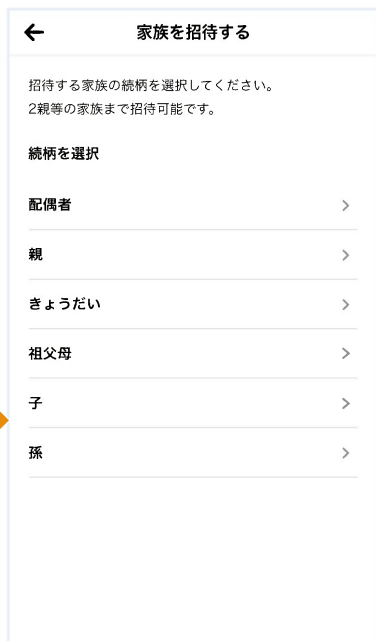 家族を招待する
招待する家族の続柄を選択してください。
2親等の家族まで招待可能です。
続柄を選択
配偶者
親
きょうだい
祖父母
子
孫